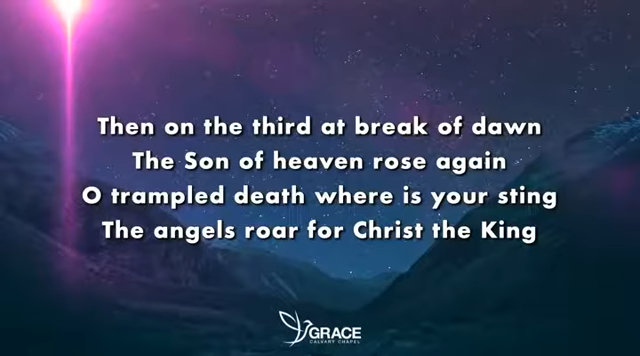 Then on the third at break of dawn
The Son of heaven rose again
O trampled death where is your sting
The angels roar for Christ the King
GRACE
CALVARY CHAPEL